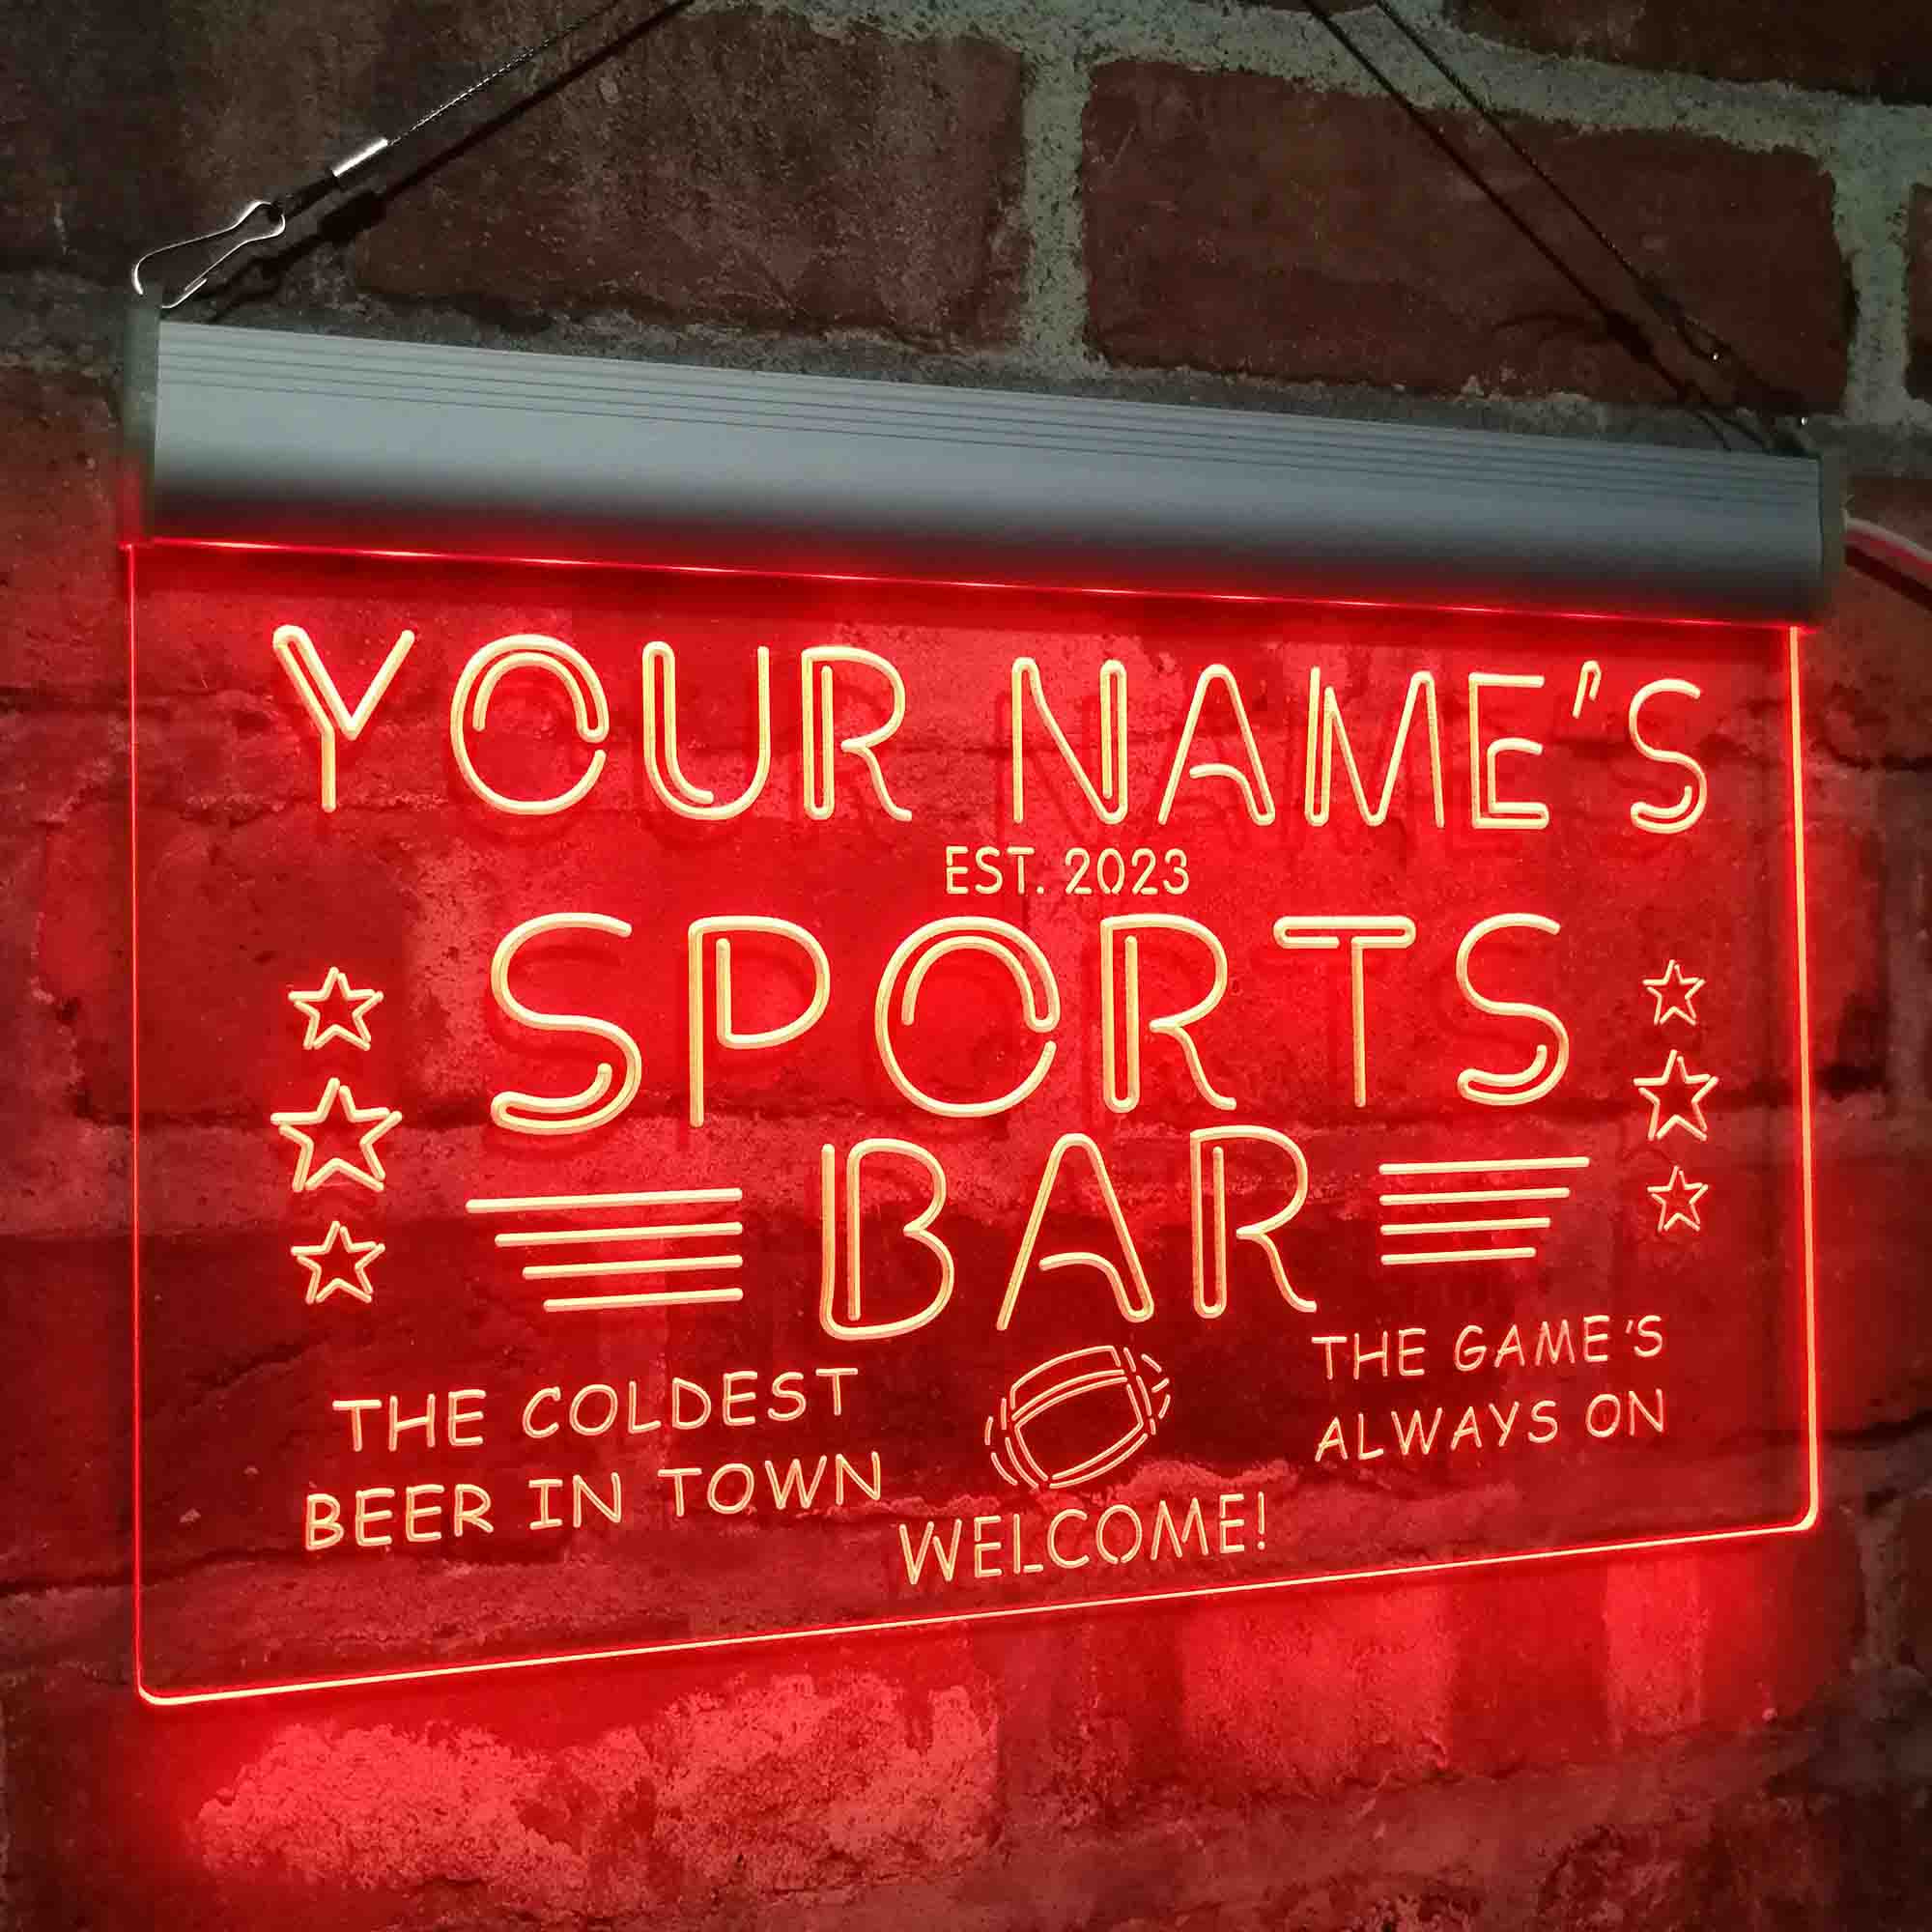 YOUR NAME'S
EST. 2023
SPORTS
BAR
THE COLDEST
BEER IN TOWN
THE GAME'S
ALWAYS ON
WELCOME!